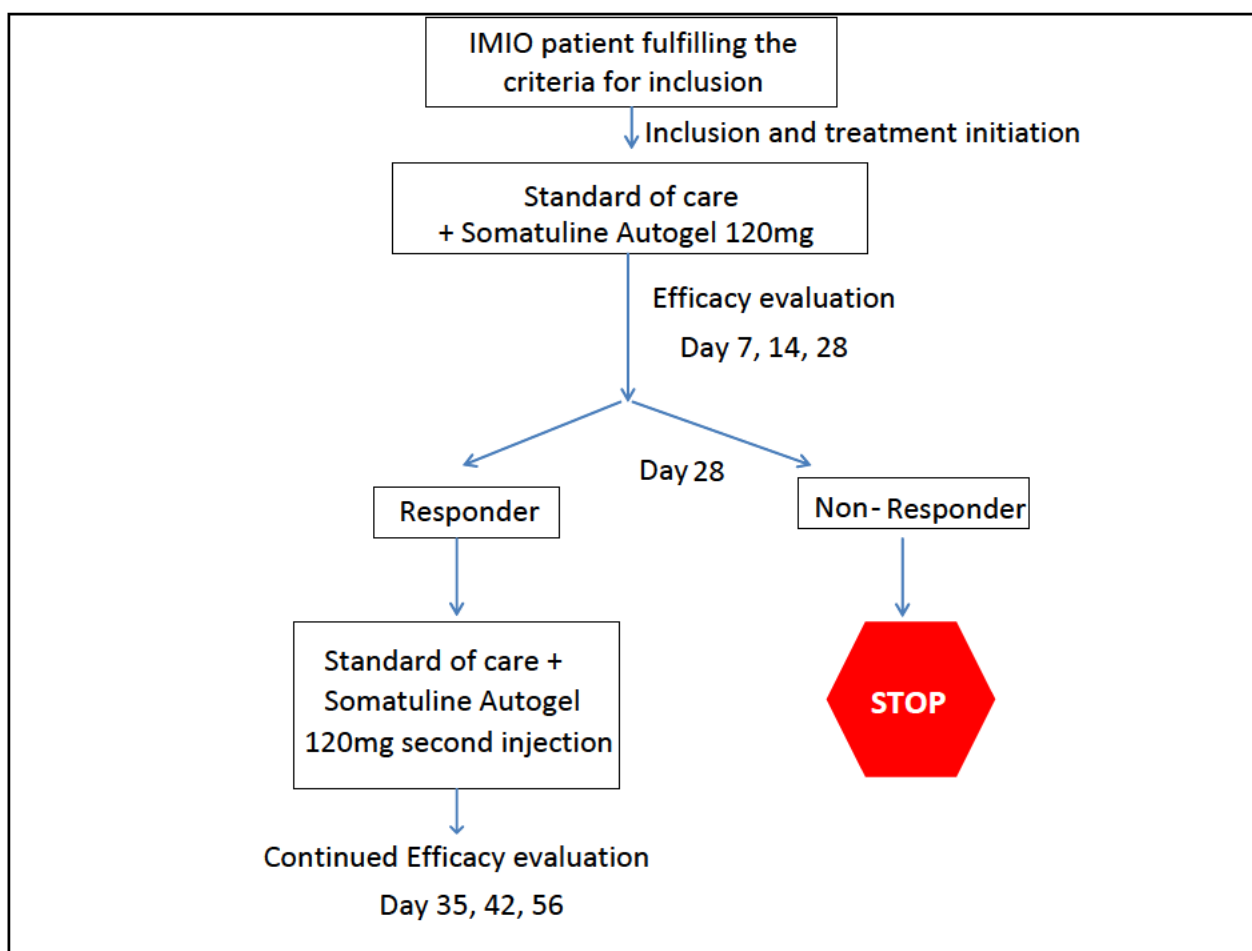 IMIO patient fulfilling the
criteria for inclusion
Inclusion and treatment initiation
Standard of care
+ Somatuline Autogel 120mg
Efficacy evaluation
Day 7, 14, 28
Day 28
Responder
Non-Responder
Standard of care +
Somatuline Autogel
120mg second injection
STOP
Continued Efficacy evaluation
Day 35, 42, 56